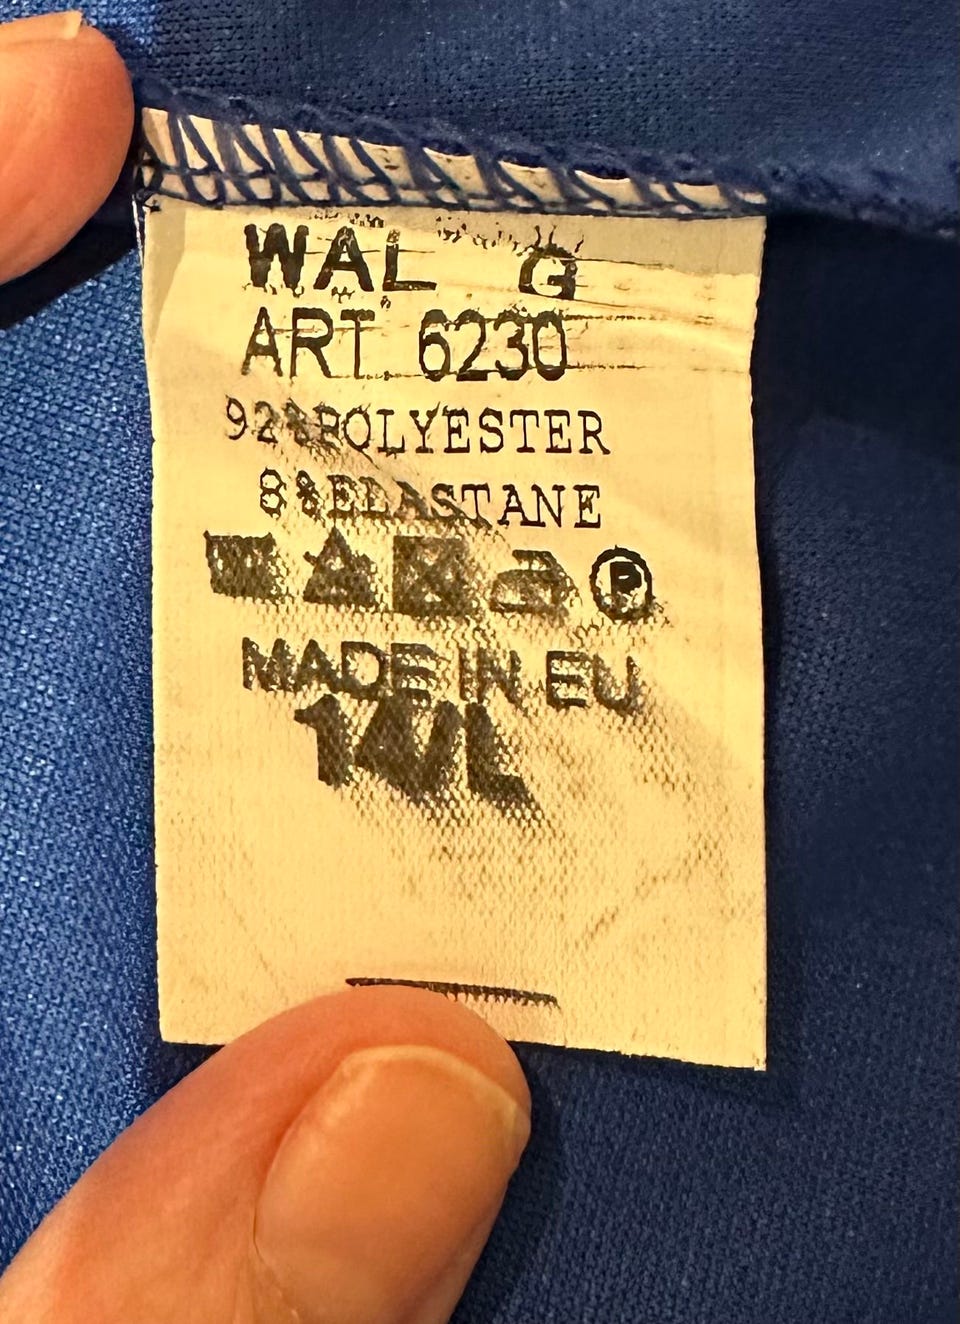 WAL G
ART 6230
92%POLYESTER
8%ELASTANE
P
MADE IN EU
14/L